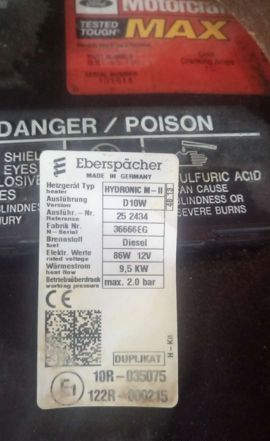 Motorcraft
TESTED
TOUGH
MAX
DANGER / POISON
SHIEL
EYES
LOSIVE
ES
LINDNESS
INJURY
SULFURIC ACID
CAN CAUSE
BLINDNESS OR
SEVERE BURNS
Eberspächer
MADE IN GERMANY
Heizgerät Typ
heater
HYDRONIC M-II
Ausführung
Version
D10W
Ausführ.-Nr.
Reference
25 2434
Fabrik Nr.
N-Serial
36666EG
Brennstoff
fuel
Diesel
Elektr. Werte
rated voltage
86W 12V
Wärmestrom
heat flow
9,5 KW
Betriebsüberdruck
working pressure
max. 2.0 bar
H-Kit
DUPLIKAT
E1
10R-035075
122R-000215
CE